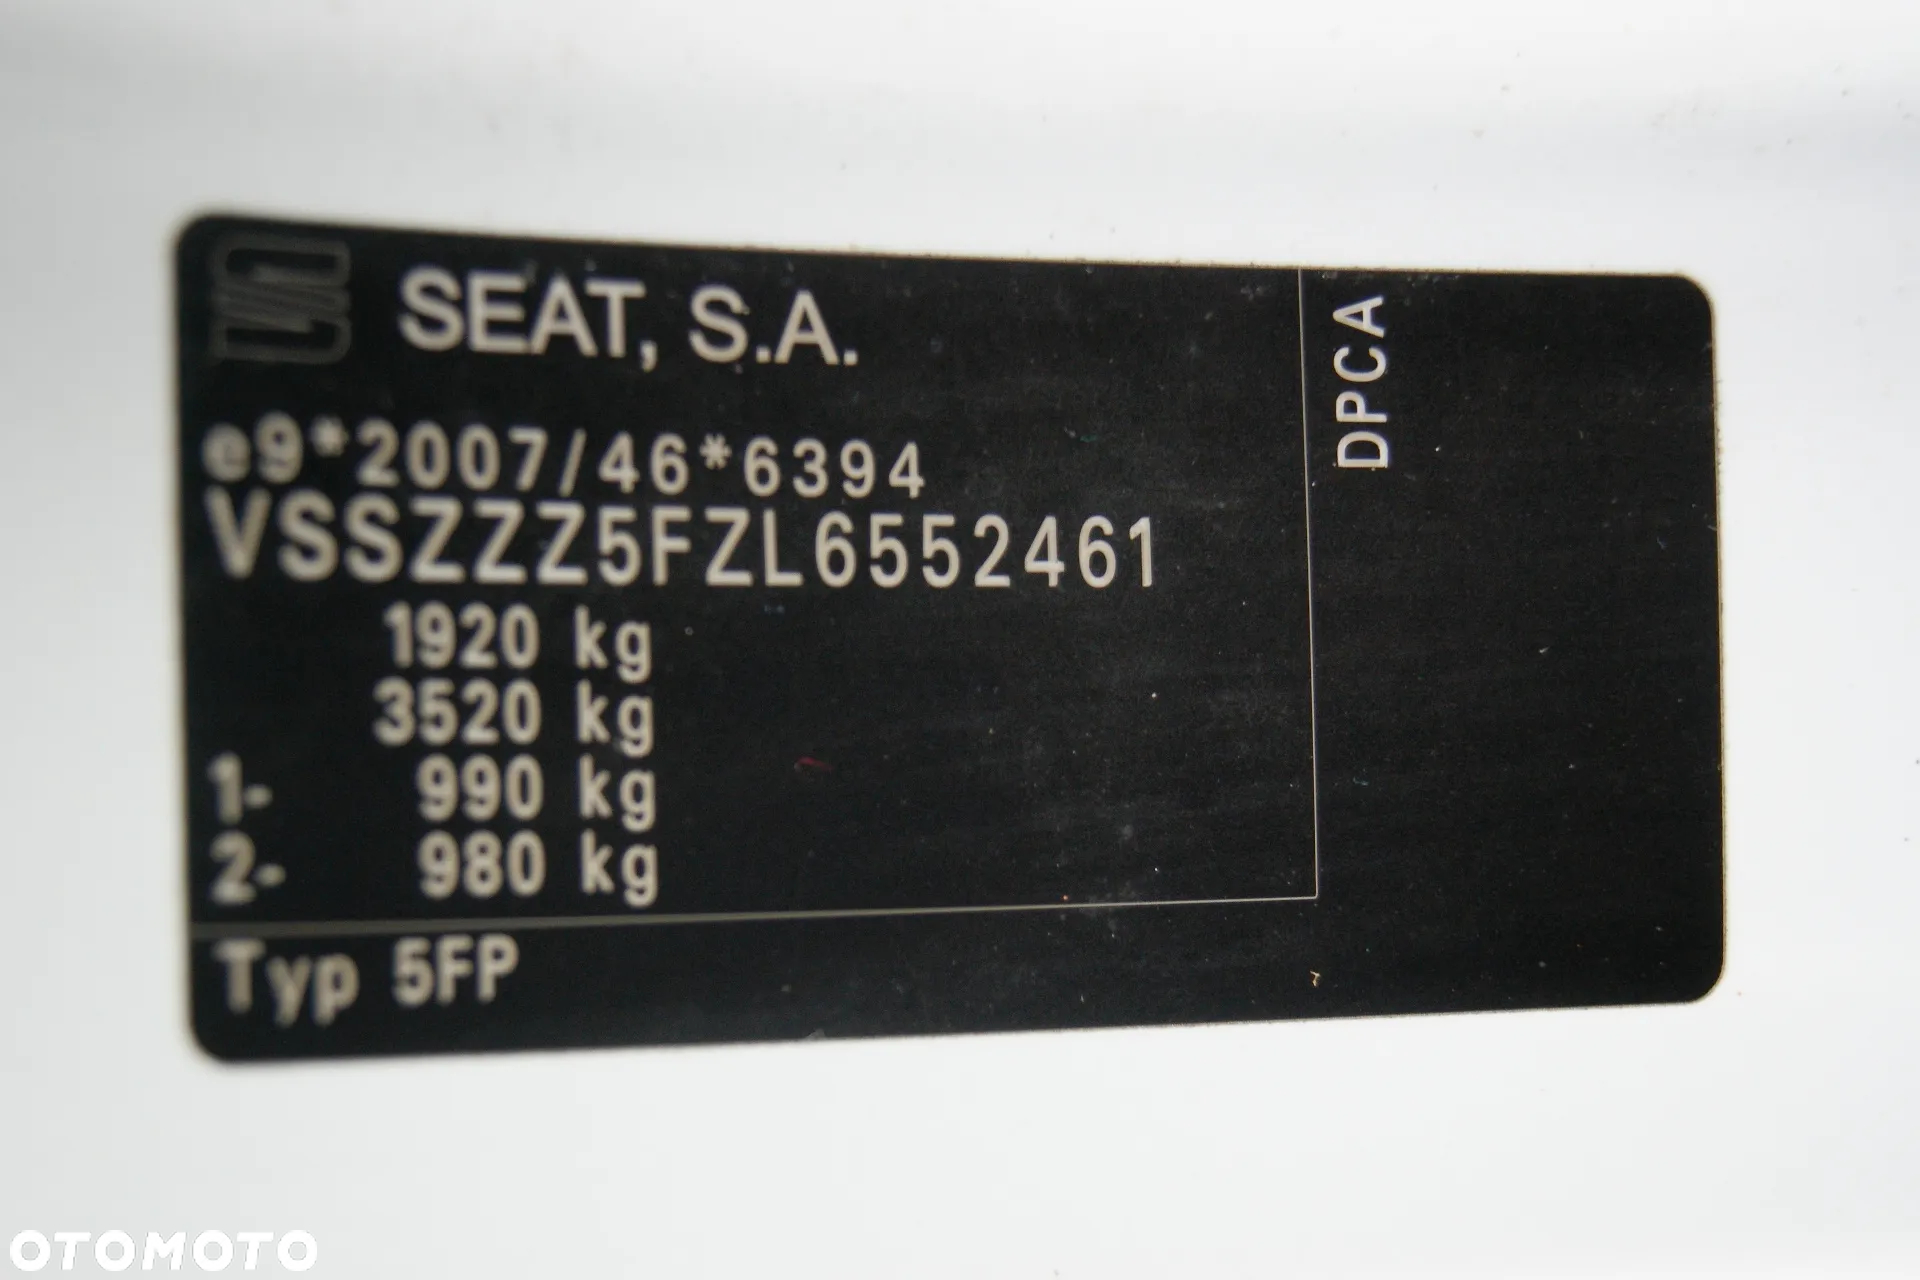 SEAT, S.A.
e9*2007/46*6394
VSSZZZ5FZL6552461
1920 kg
3520 kg
1- 990 kg
2- 980 kg
Typ 5FP
DPCA
OTOMOTO